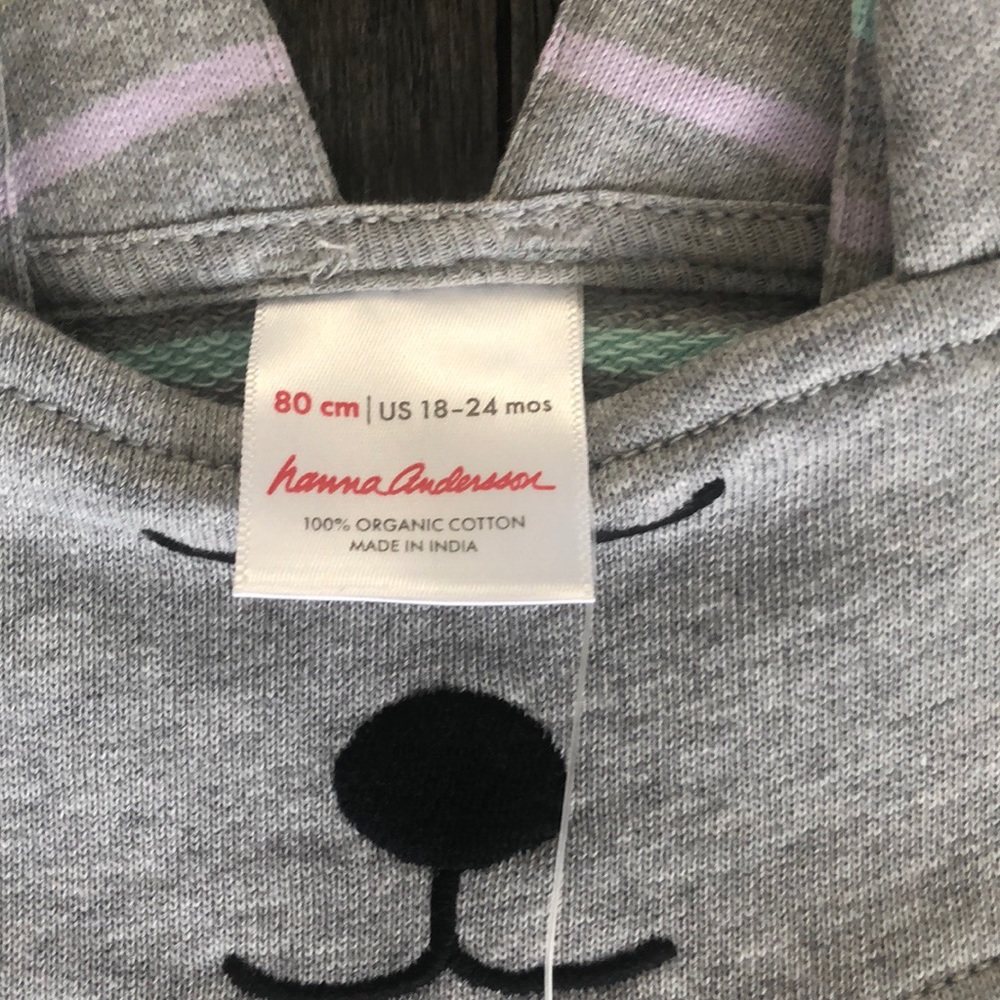 80 cm | US 18-24 mos
hanna Andersson
100% ORGANIC COTTON
MADE IN INDIA